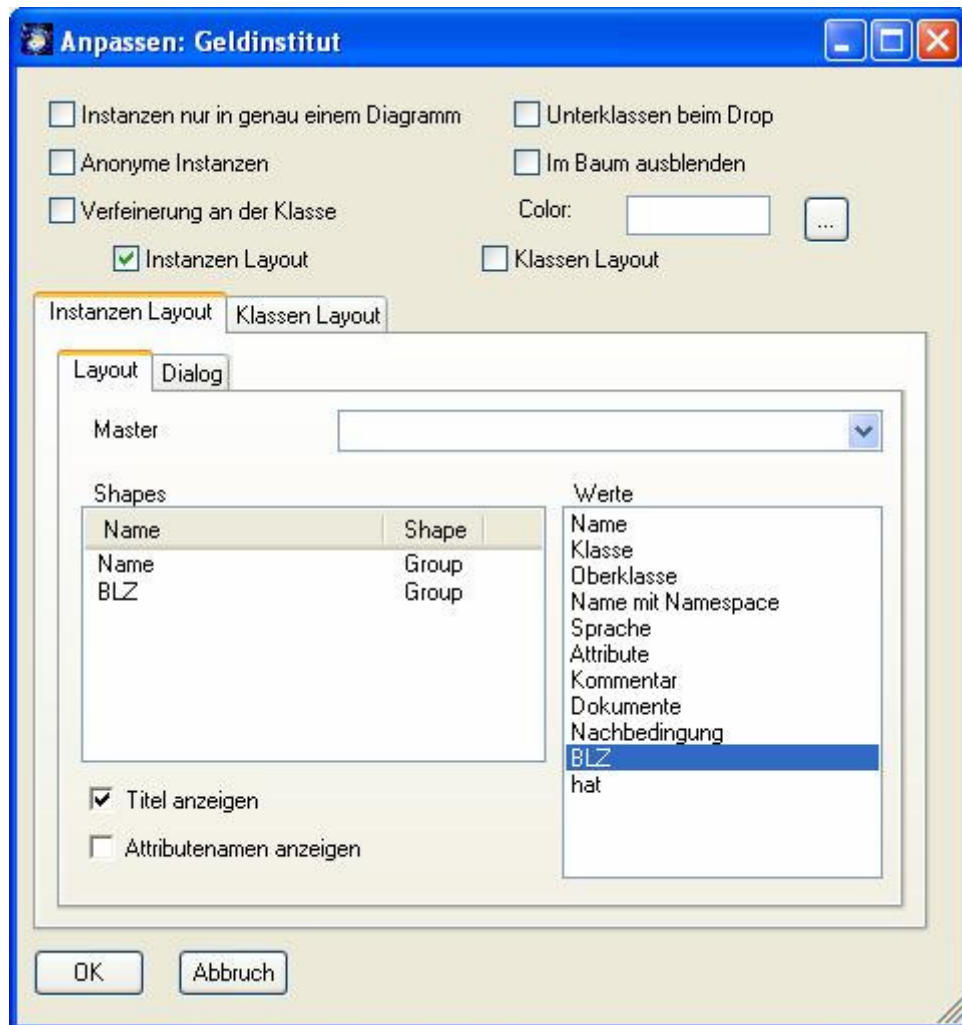 Anpassen: Geldinstitut
Instanzen nur in genau einem Diagramm
Unterklassen beim Drop
Anonyme Instanzen
Im Baum ausblenden
Verfeinerung an der Klasse
Color:
...
Instanzen Layout
Klassen Layout
Instanzen Layout
Klassen Layout
Layout
Dialog
Master
Shapes
Name Shape
Name Group
BLZ Group
Werte
Name
Klasse
Oberklasse
Name mit Namespace
Sprache
Attribute
Kommentar
Dokumente
Nachbedingung
BLZ
hat
Titel anzeigen
Attributenamen anzeigen
OK
Abbruch